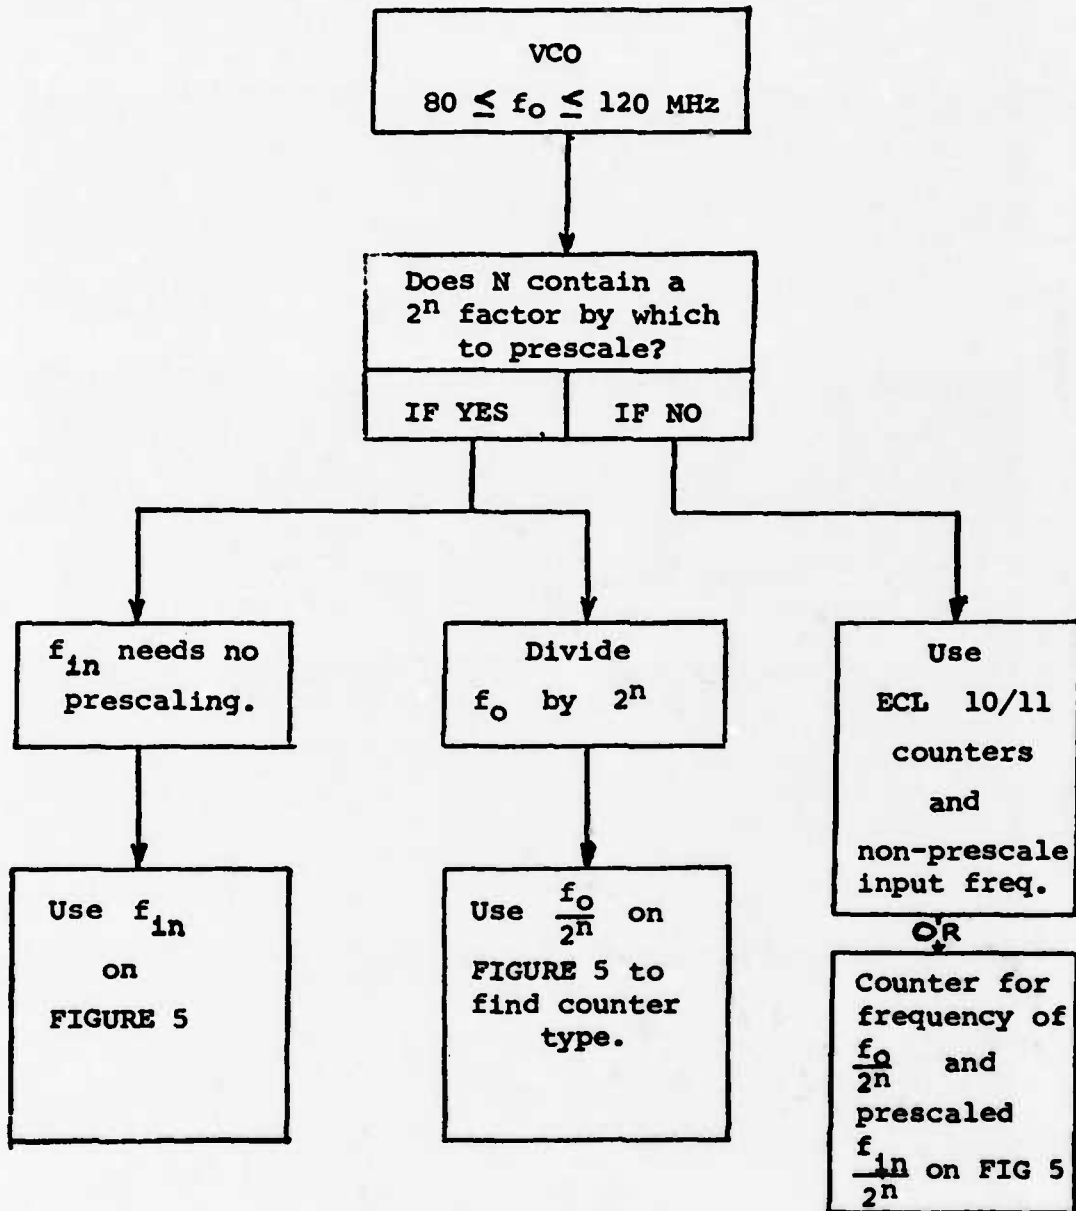 VCO
80 ≤ fo ≤ 120 MHz
Does N contain a
2ⁿ factor by which
to prescale?
IF YES
IF NO
fin needs no
prescaling.
Divide
fo by 2ⁿ
Use
ECL 10/11
counters
and
non-prescale
input freq.
Use fin
on
FIGURE 5
Use fo/2ⁿ on
FIGURE 5 to
find counter
type.
OR
Counter for
frequency of
fo/2ⁿ and
prescaled
fin/2ⁿ on FIG 5